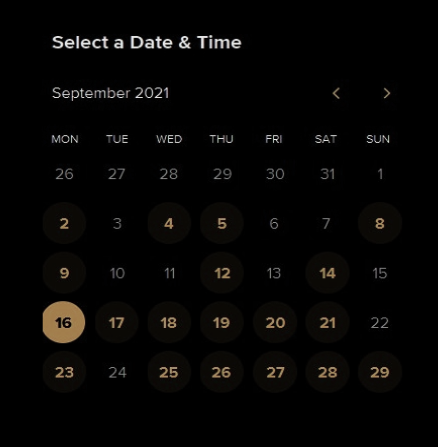 Select a Date & Time
September 2021
MON TUE WED THU FRI SAT SUN
26 27 28 29 30 31 1
2 3 4 5 6 7 8
9 10 11 12 13 14 15
16 17 18 19 20 21 22
23 24 25 26 27 28 29